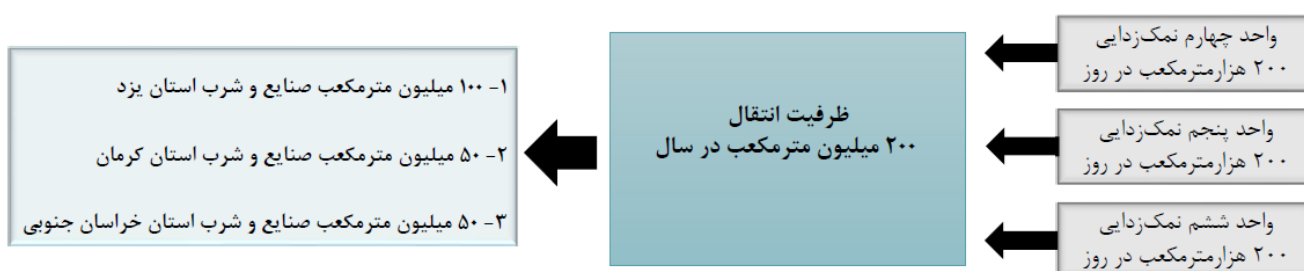 واحد چهارم نمک‌زدایی
۲۰۰ هزارمترمکعب در روز
واحد پنجم نمک‌زدایی
۲۰۰ هزارمترمکعب در روز
واحد ششم نمک‌زدایی
۲۰۰ هزارمترمکعب در روز
ظرفیت انتقال
۲۰۰ میلیون مترمکعب در سال
۱- ۱۰۰ میلیون مترمکعب صنایع و شرب استان یزد
۲- ۵۰ میلیون مترمکعب صنایع و شرب استان کرمان
۳- ۵۰ میلیون مترمکعب صنایع و شرب استان خراسان جنوبی